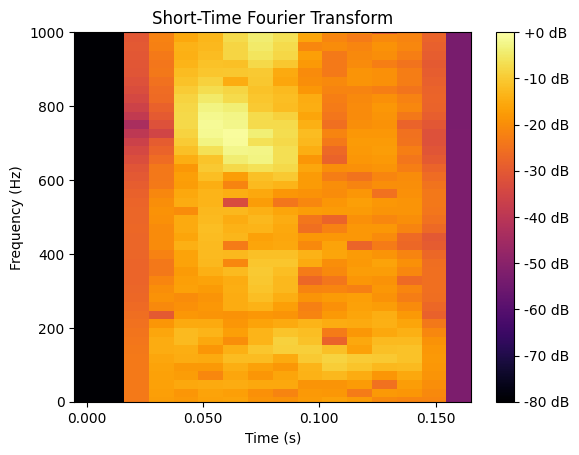 Short-Time Fourier Transform
1000
800
600
400
200
0
Frequency (Hz)
0.000
0.050
0.100
0.150
Time (s)
+0 dB
-10 dB
-20 dB
-30 dB
-40 dB
-50 dB
-60 dB
-70 dB
-80 dB